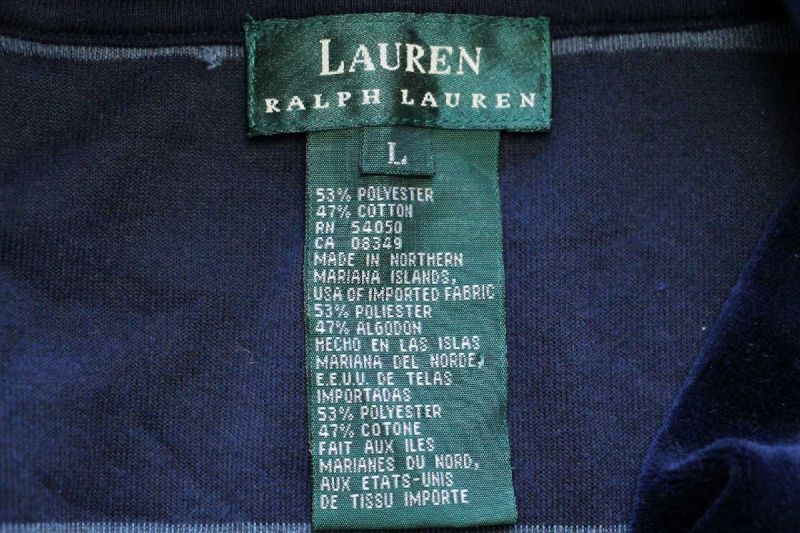 LAUREN
RALPH LAUREN
L
53% POLYESTER
47% COTTON
RN 54050
CA 08349
MADE IN NORTHERN
MARIANA ISLANDS,
USA OF IMPORTED FABRIC
53% POLIESTER
47% ALGODON
HECHO EN LAS ISLAS
MARIANA DEL NORDE,
E.E.U.U. DE TELAS
IMPORTADAS
53% POLYESTER
47% COTONE
FAIT AUX ILES
MARIANES DU NORD,
AUX ETATS-UNIS
DE TISSU IMPORTE